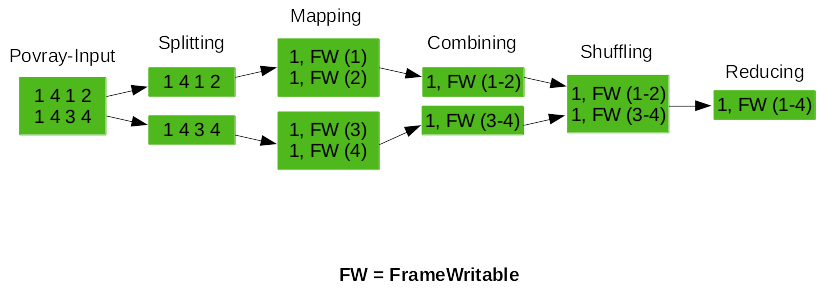 Povray-Input
1 4 1 2
1 4 3 4
Splitting
1 4 1 2
1 4 3 4
Mapping
1, FW (1)
1, FW (2)
1, FW (3)
1, FW (4)
Combining
1, FW (1-2)
1, FW (3-4)
Shuffling
1, FW (1-2)
1, FW (3-4)
Reducing
1, FW (1-4)
FW = FrameWritable